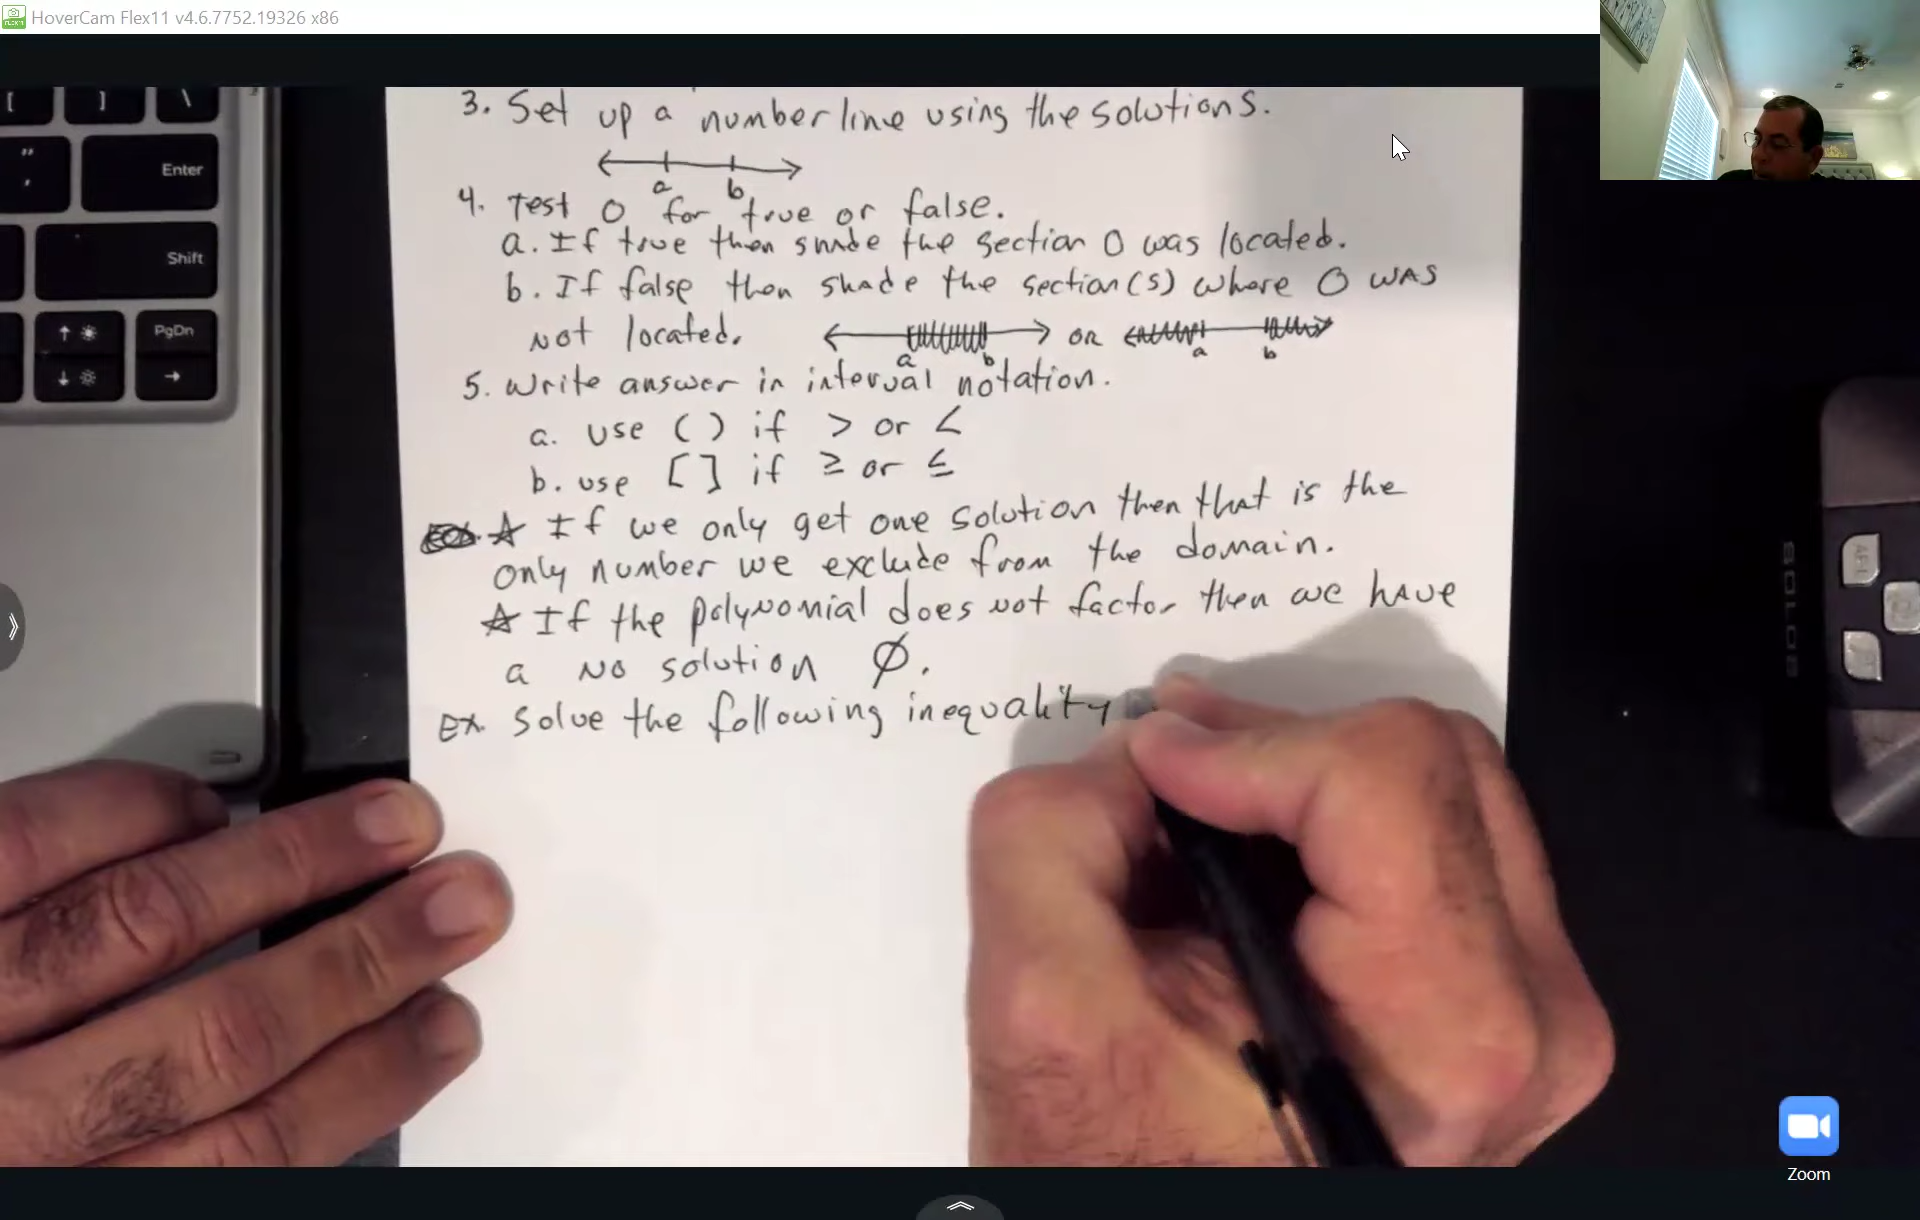 HoverCam Flex11 v4.6.7752.19326 x86
[ ] \
" Enter
,
Shift
PgDn
3. Set up a number line using the solutions.
a b
4. Test 0 for true or false.
a. If true then shade the section 0 was located.
b. If false then shade the section(s) where 0 was
not located. a b OR a b
5. Write answer in interval notation.
a. use ( ) if > or <
b. use [ ] if ≥ or ≤
☆ If we only get one solution then that is the
only number we exclude from the domain.
☆ If the polynomial does not factor then we have
a No solution ∅.
Ex. Solve the following inequality
SOLO8
Zoom